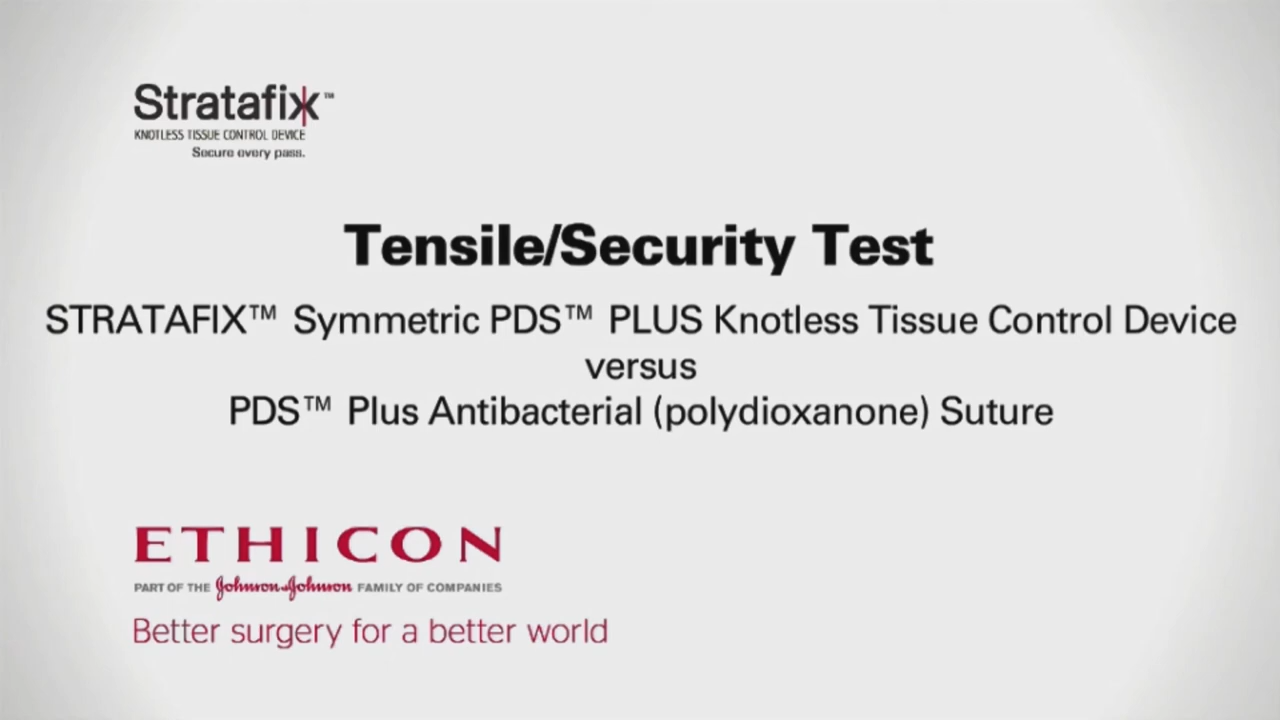 Stratafix™
KNOTLESS TISSUE CONTROL DEVICE
Secure every pass.
Tensile/Security Test
STRATAFIX™ Symmetric PDS™ PLUS Knotless Tissue Control Device
versus
PDS™ Plus Antibacterial (polydioxanone) Suture
ETHICON
PART OF THE Johnson & Johnson FAMILY OF COMPANIES
Better surgery for a better world